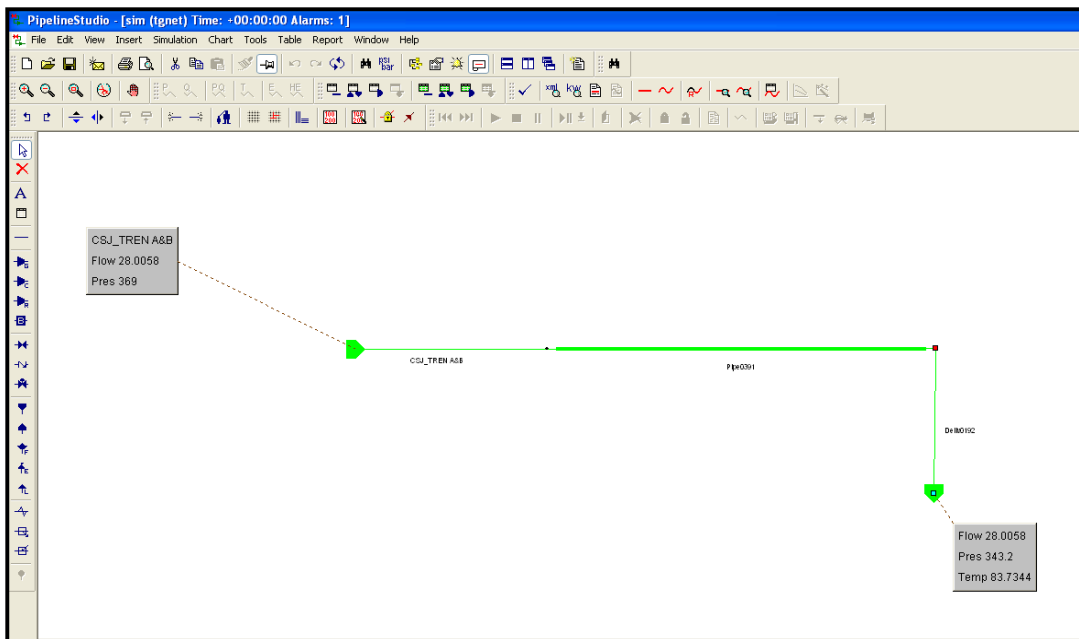 PipelineStudio - [sim (tgnet) Time: +00:00:00 Alarms: 1]
File Edit View Insert Simulation Chart Tools Table Report Window Help
CSJ_TREN A&B
Flow 28.0058
Pres 369
CSJ_TREN A&B
Pipe0391
Flow 28.0058
Pres 343.2
Temp 83.7344